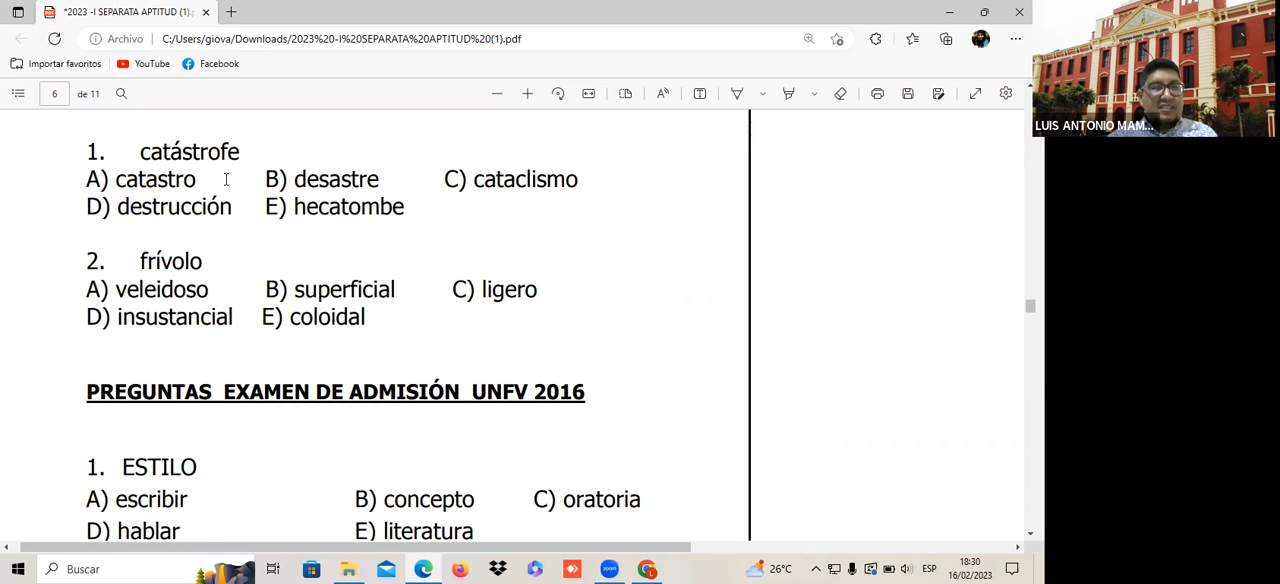 *2023 -I SEPARATA APTITUD (1).p
Archivo
C:/Users/giova/Downloads/2023%20-I%20SEPARATA%20APTITUD%20(1).pdf
Importar favoritos YouTube Facebook
6 de 11
LUIS ANTONIO MAM...
1. catástrofe
A) catastro B) desastre C) cataclismo
D) destrucción E) hecatombe
2. frívolo
A) veleidoso B) superficial C) ligero
D) insustancial E) coloidal
PREGUNTAS EXAMEN DE ADMISIÓN UNFV 2016
1. ESTILO
A) escribir B) concepto C) oratoria
D) hablar E) literatura
Buscar
zoom
26°C
ESP
18:30
16/02/2023